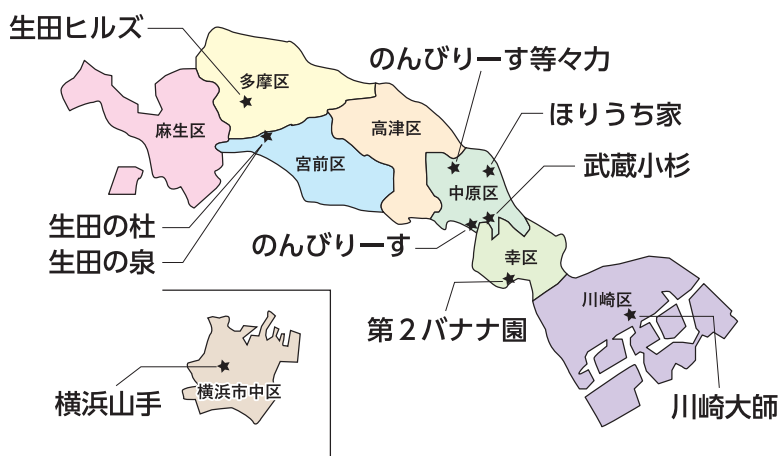 生田ヒルズ
のんびりーす等々力
多摩区
ほりうち家
麻生区
高津区
宮前区
武蔵小杉
中原区
生田の杜
のんびりーす
生田の泉
幸区
川崎区
第2バナナ園
横浜市中区
横浜山手
川崎大師